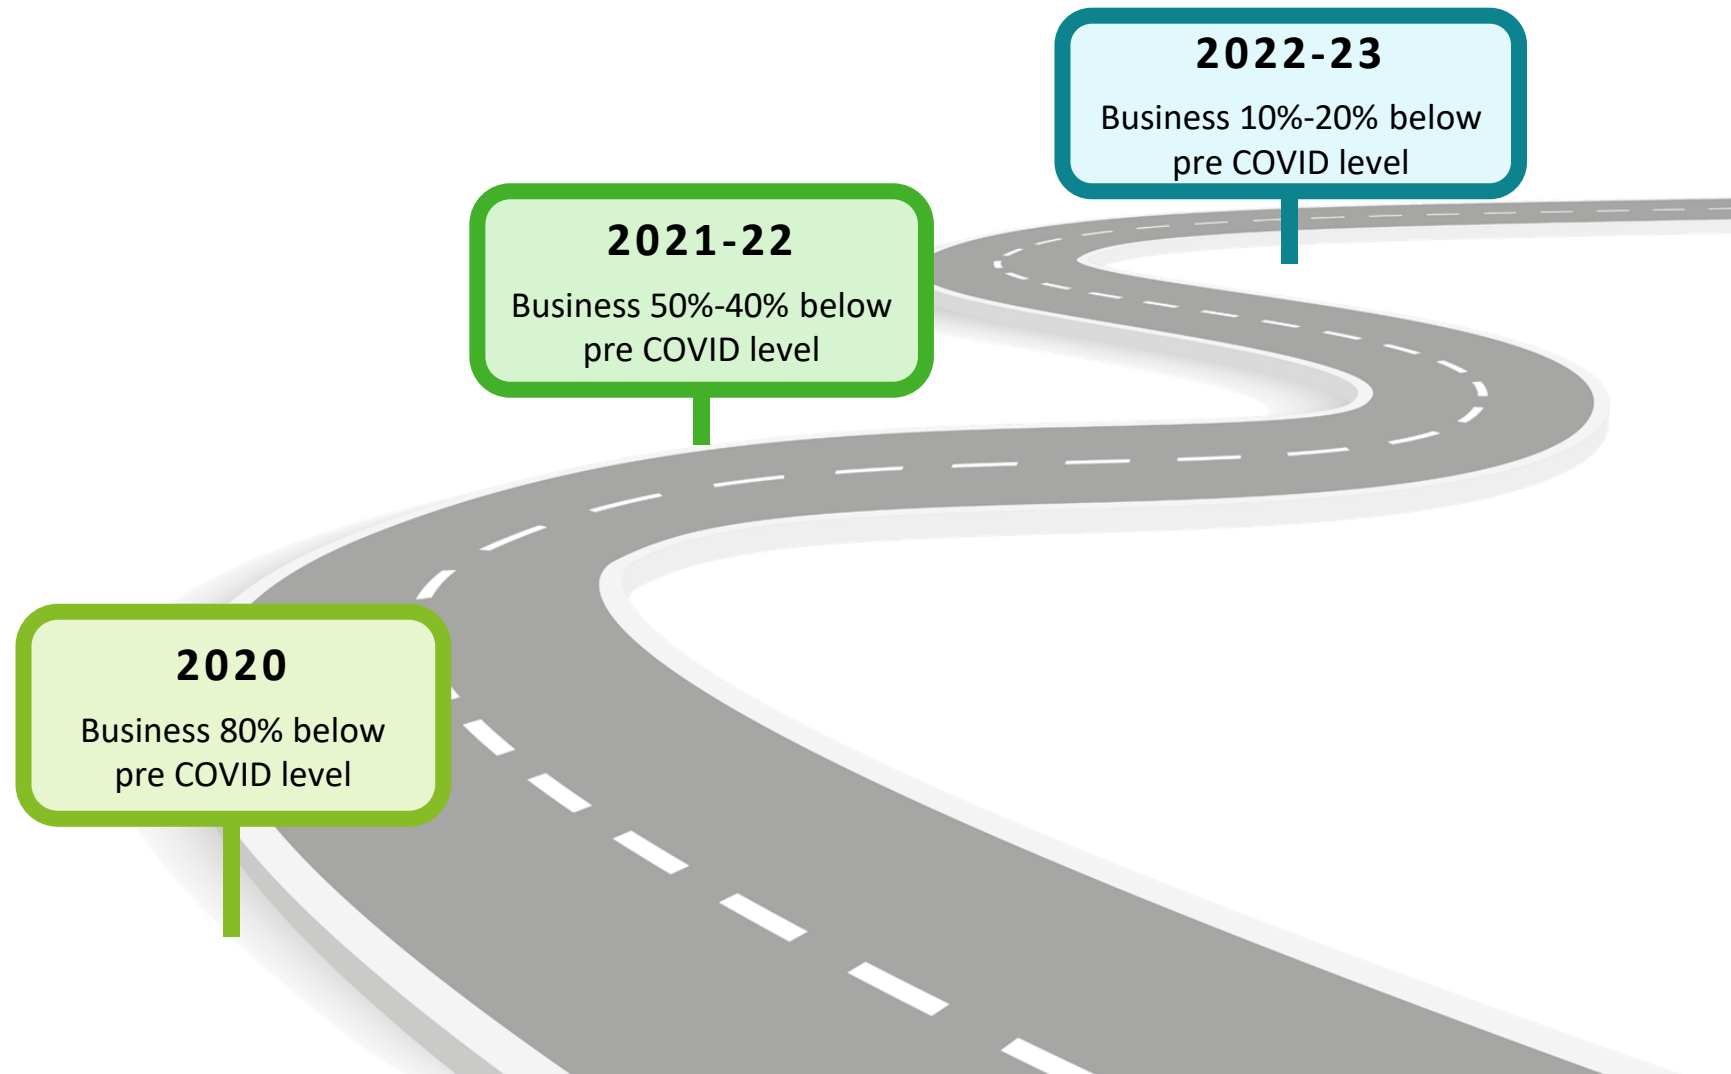 2022-23
Business 10%-20% below
pre COVID level
2021-22
Business 50%-40% below
pre COVID level
2020
Business 80% below
pre COVID level